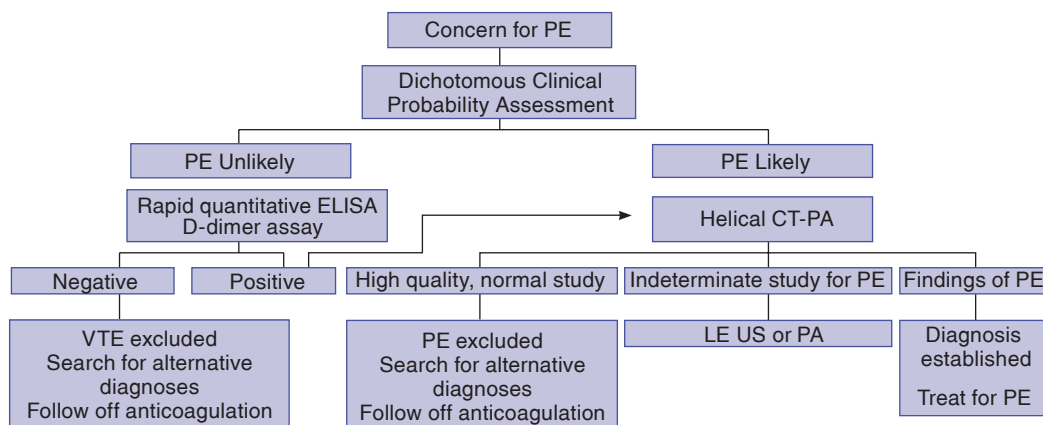 Concern for PE
Dichotomous Clinical
Probability Assessment
PE Unlikely
PE Likely
Rapid quantitative ELISA
D-dimer assay
Helical CT-PA
Negative
Positive
High quality, normal study
Indeterminate study for PE
Findings of PE
VTE excluded
Search for alternative
diagnoses
Follow off anticoagulation
PE excluded
Search for alternative
diagnoses
Follow off anticoagulation
LE US or PA
Diagnosis
established
Treat for PE